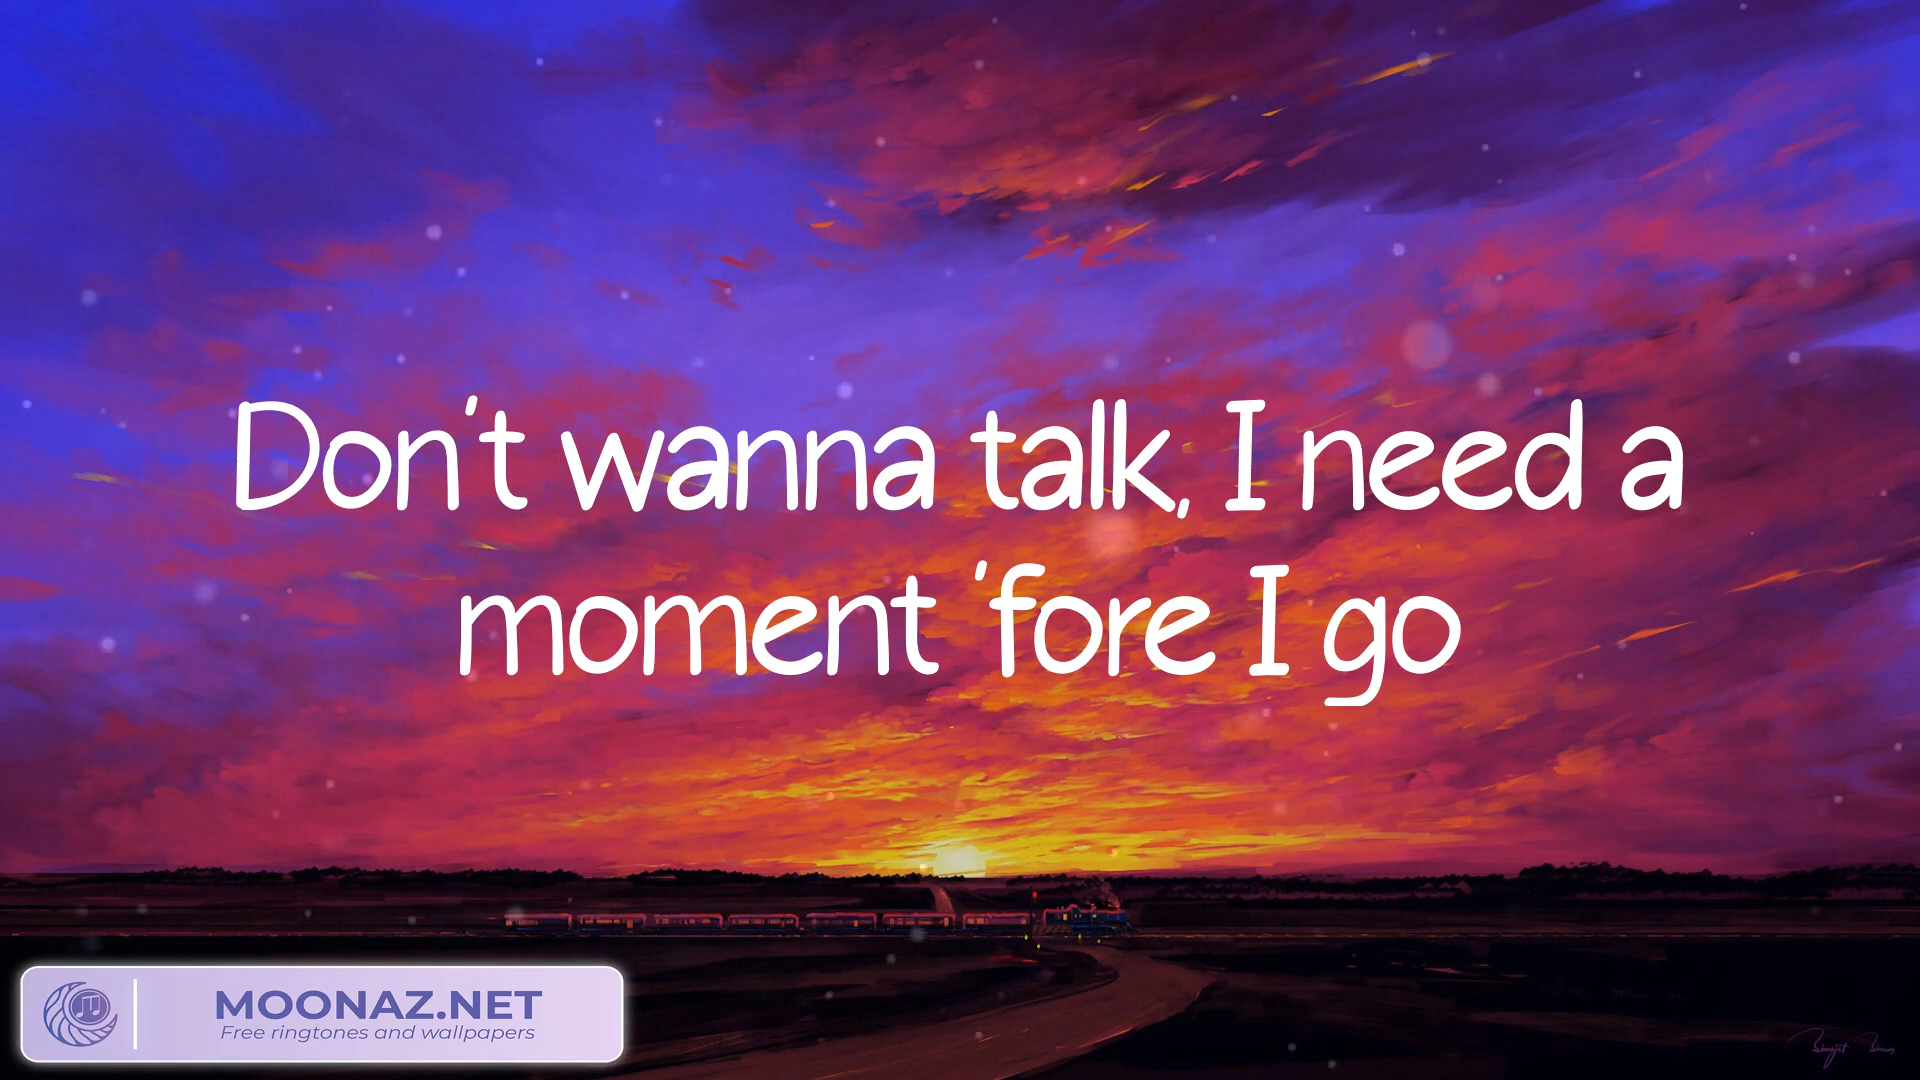 Don't wanna talk, I need a
moment 'fore I go
MOONAZ.NET
Free ringtones and wallpapers